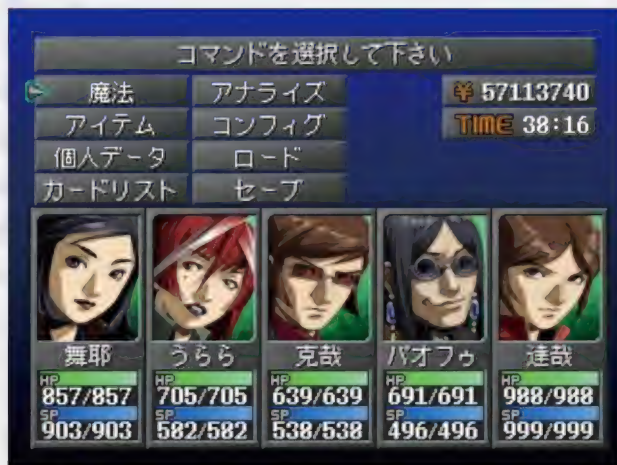 コマンドを選択して下さい
魔法 アナライズ ¥ 57113740
アイテム コンフィグ TIME 38:16
個人データ ロード
カードリスト セーブ
舞耶 うらら 克哉 パオフゥ 達哉
HP HP HP HP HP
857/857 705/705 639/639 691/691 988/988
SP SP SP SP SP
903/903 582/582 538/538 496/496 999/999